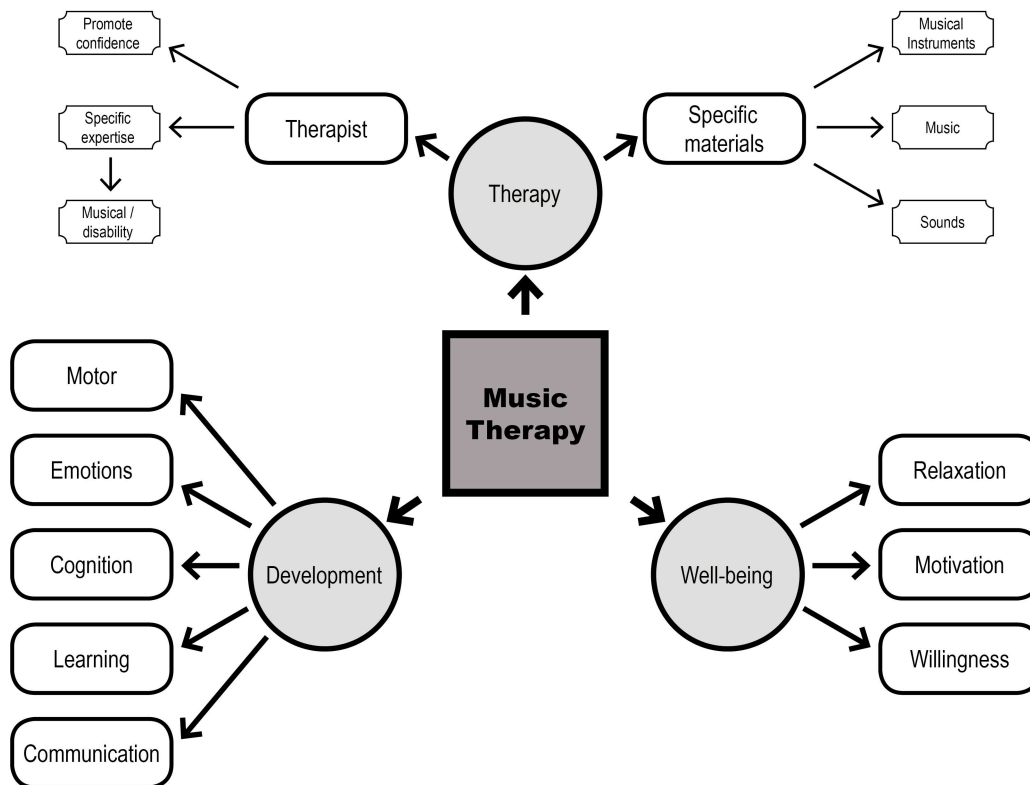 Promote
confidence
Specific
expertise
Musical /
disability
Therapist
Therapy
Specific
materials
Musical
Instruments
Music
Sounds
Music
Therapy
Motor
Emotions
Cognition
Learning
Communication
Development
Well-being
Relaxation
Motivation
Willingness